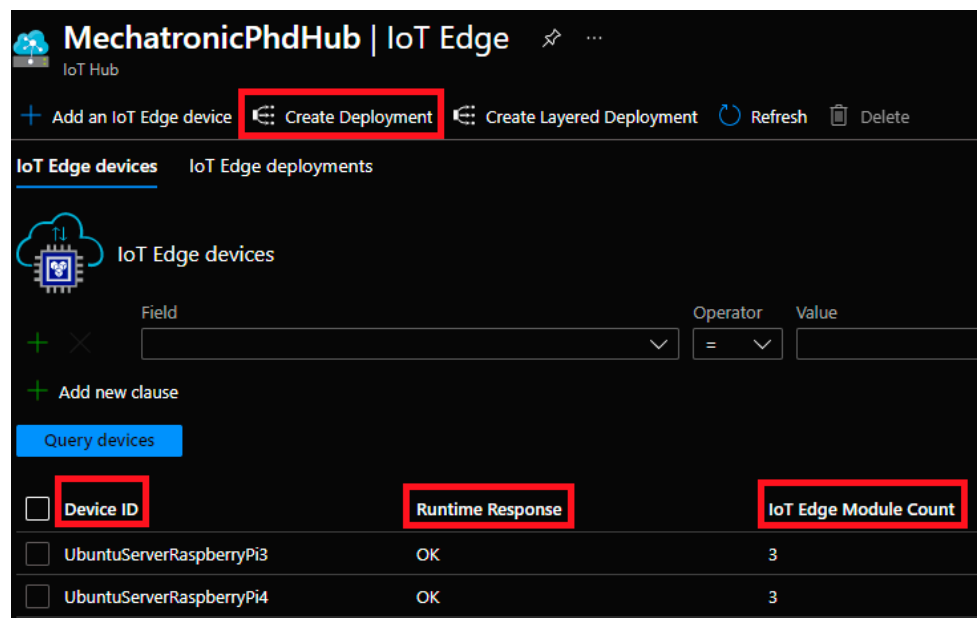 MechatronicPhdHub | IoT Edge ...
IoT Hub
+ Add an IoT Edge device Create Deployment Create Layered Deployment Refresh Delete
IoT Edge devices IoT Edge deployments
IoT Edge devices
Field Operator Value
=
+ Add new clause
Query devices
Device ID Runtime Response IoT Edge Module Count
UbuntuServerRaspberryPi3 OK 3
UbuntuServerRaspberryPi4 OK 3